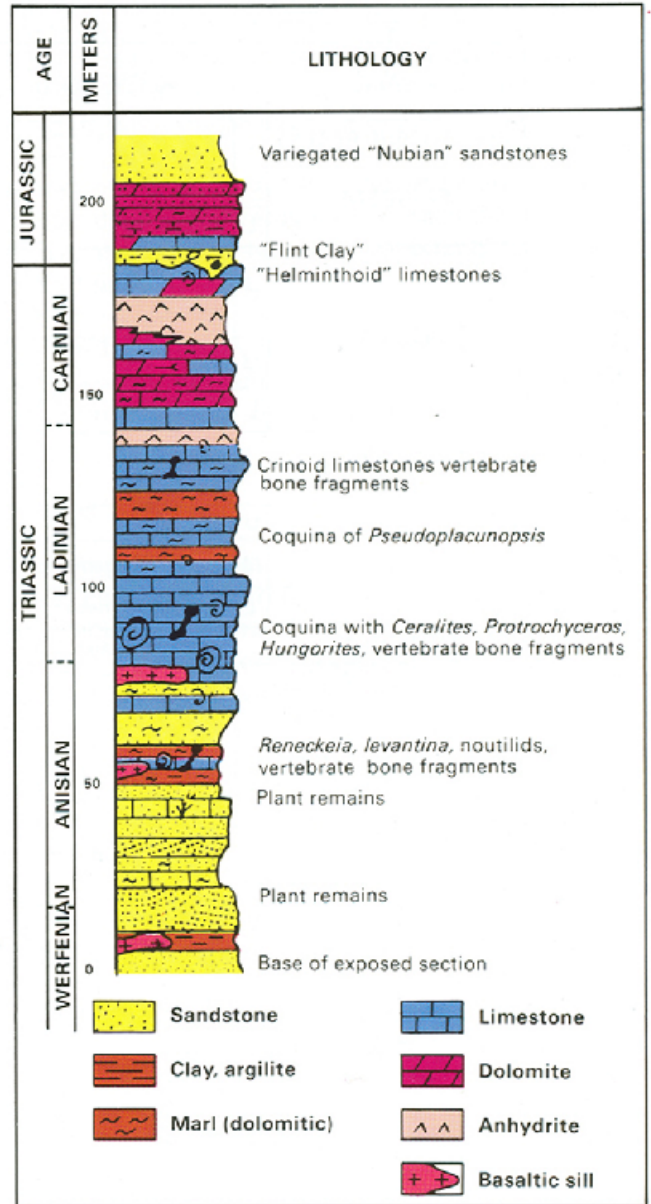 AGE
METERS
LITHOLOGY
JURASSIC
TRIASSIC
CARNIAN
LADINIAN
ANISIAN
WERFENIAN
200
150
100
50
0
Variegated "Nubian" sandstones
"Flint Clay"
"Helminthoid" limestones
Crinoid limestones vertebrate
bone fragments
Coquina of Pseudoplacunopsis
Coquina with Ceralites, Protrochyceros,
Hungorites, vertebrate bone fragments
Reneckeia, levantina, noutilids,
vertebrate bone fragments
Plant remains
Plant remains
Base of exposed section
Sandstone
Limestone
Clay, argilite
Dolomite
Marl (dolomitic)
Anhydrite
Basaltic sill